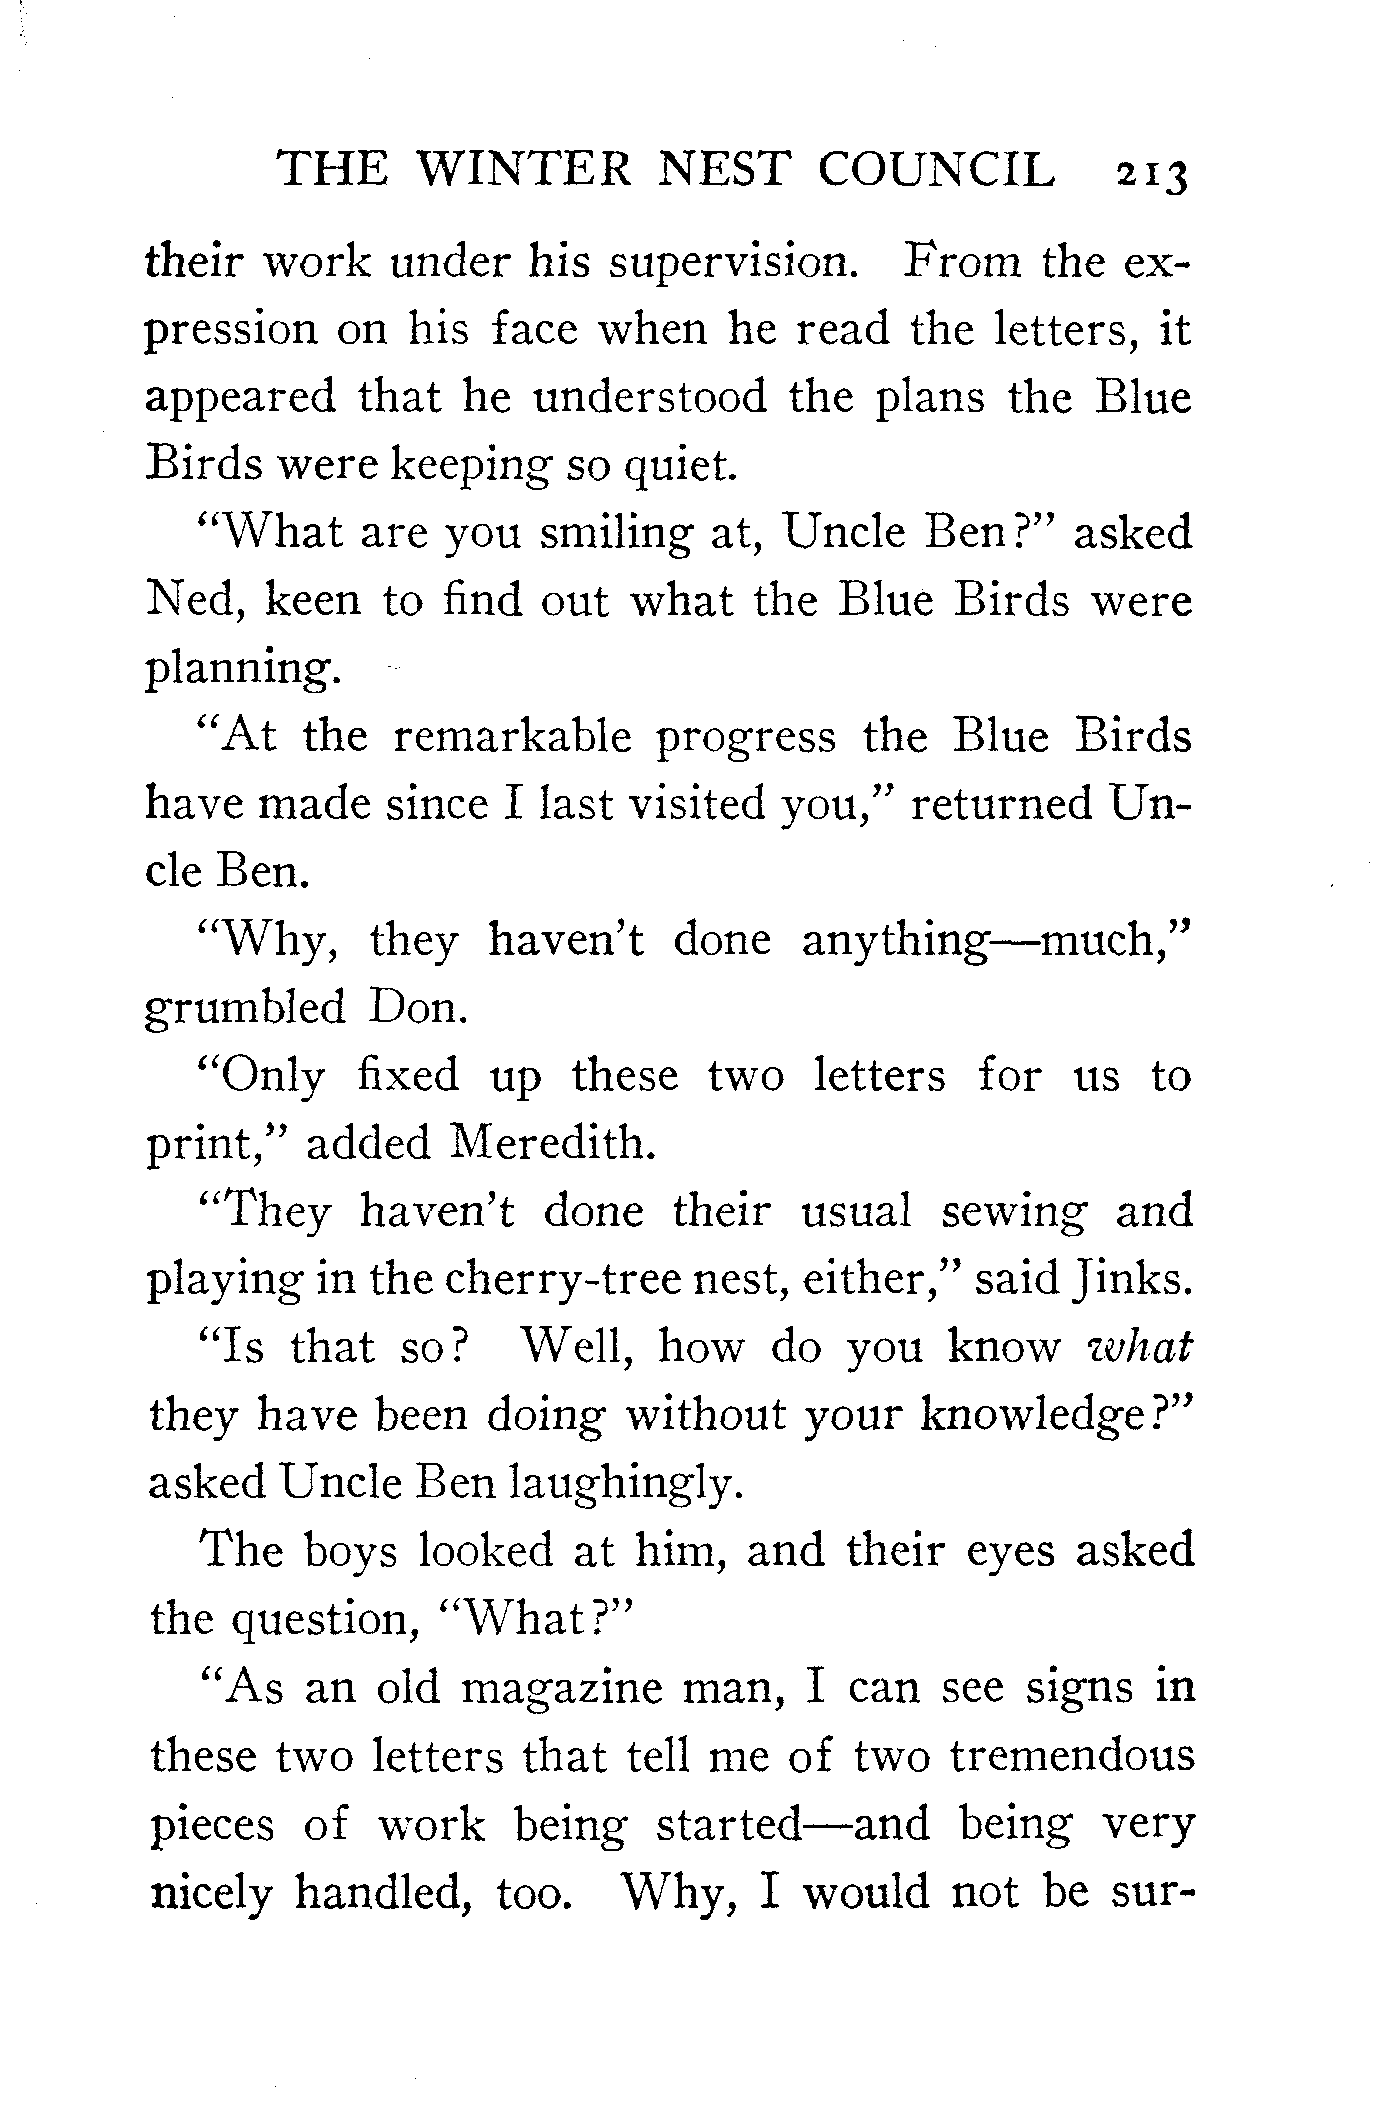 THE WINTER NEST COUNCIL 213
their work under his supervision. From the ex-
pression on his face when he read the letters, it
appeared that he understood the plans the Blue
Birds were keeping so quiet.
"What are you smiling at, Uncle Ben?" asked
Ned, keen to find out what the Blue Birds were
planning.
"At the remarkable progress the Blue Birds
have made since I last visited you," returned Un-
cle Ben.
"Why, they haven't done anything—much,"
grumbled Don.
"Only fixed up these two letters for us to
print," added Meredith.
"They haven't done their usual sewing and
playing in the cherry-tree nest, either," said Jinks.
"Is that so? Well, how do you know what
they have been doing without your knowledge?"
asked Uncle Ben laughingly.
The boys looked at him, and their eyes asked
the question, "What?"
"As an old magazine man, I can see signs in
these two letters that tell me of two tremendous
pieces of work being started—and being very
nicely handled, too. Why, I would not be sur-